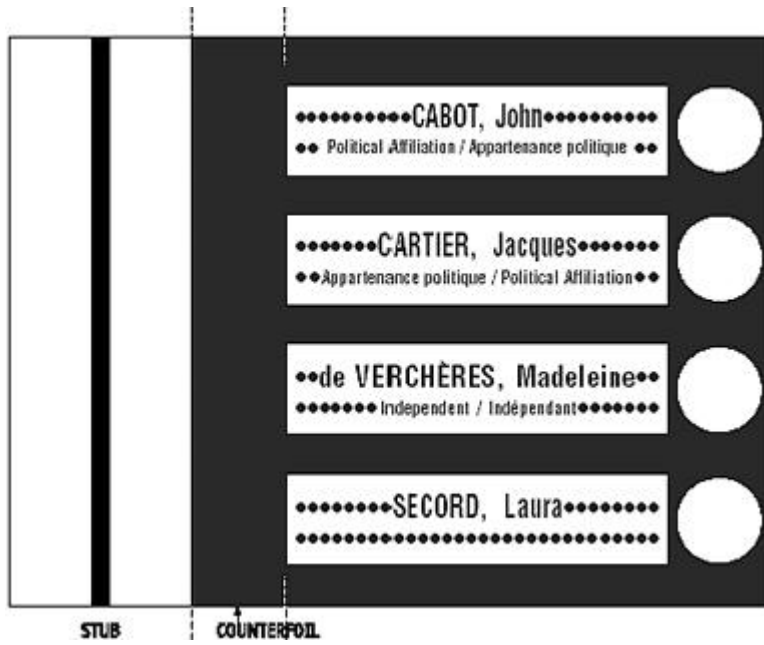 CABOT, John
Political Affiliation / Appartenance politique
CARTIER, Jacques
Appartenance politique / Political Affiliation
de VERCHÈRES, Madeleine
Independent / Indépendant
SECORD, Laura
STUB
COUNTERFOIL